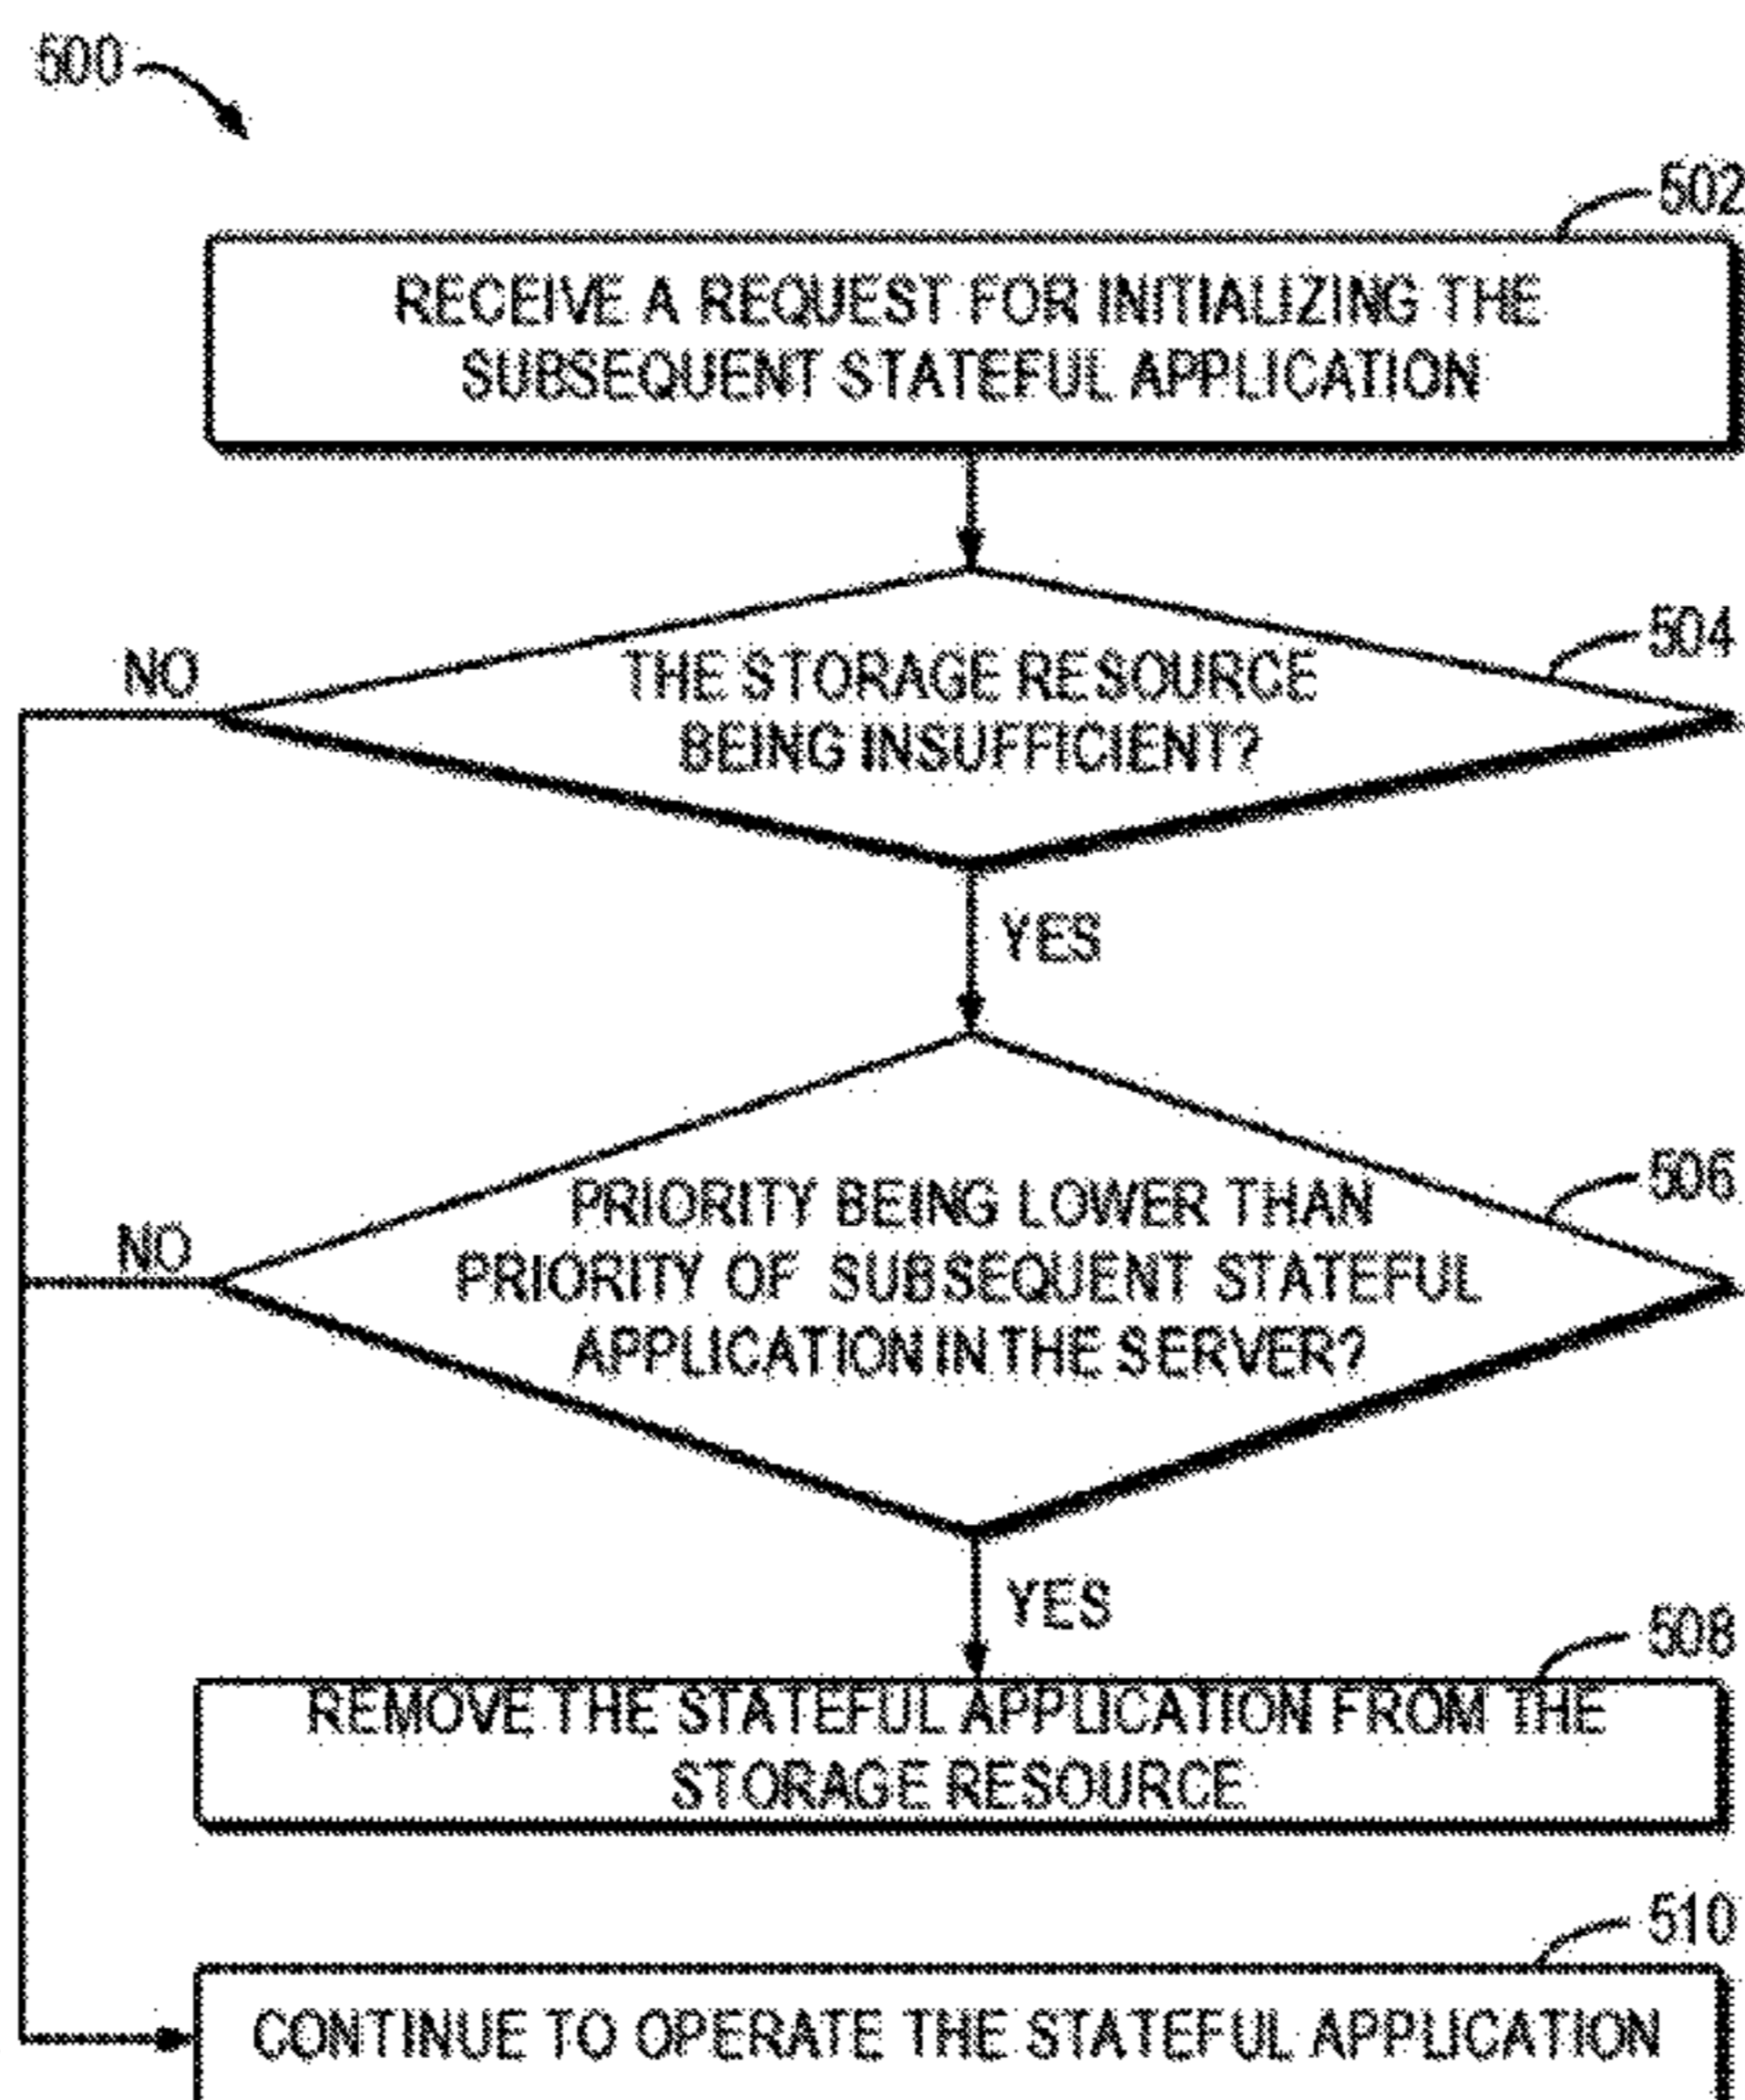 500
502
RECEIVE A REQUEST FOR INITIALIZING THE
SUBSEQUENT STATEFUL APPLICATION
504
NO
THE STORAGE RESOURCE
BEING INSUFFICIENT?
YES
506
NO
PRIORITY BEING LOWER THAN
PRIORITY OF SUBSEQUENT STATEFUL
APPLICATION IN THE SERVER?
YES
508
REMOVE THE STATEFUL APPLICATION FROM THE
STORAGE RESOURCE
510
CONTINUE TO OPERATE THE STATEFUL APPLICATION